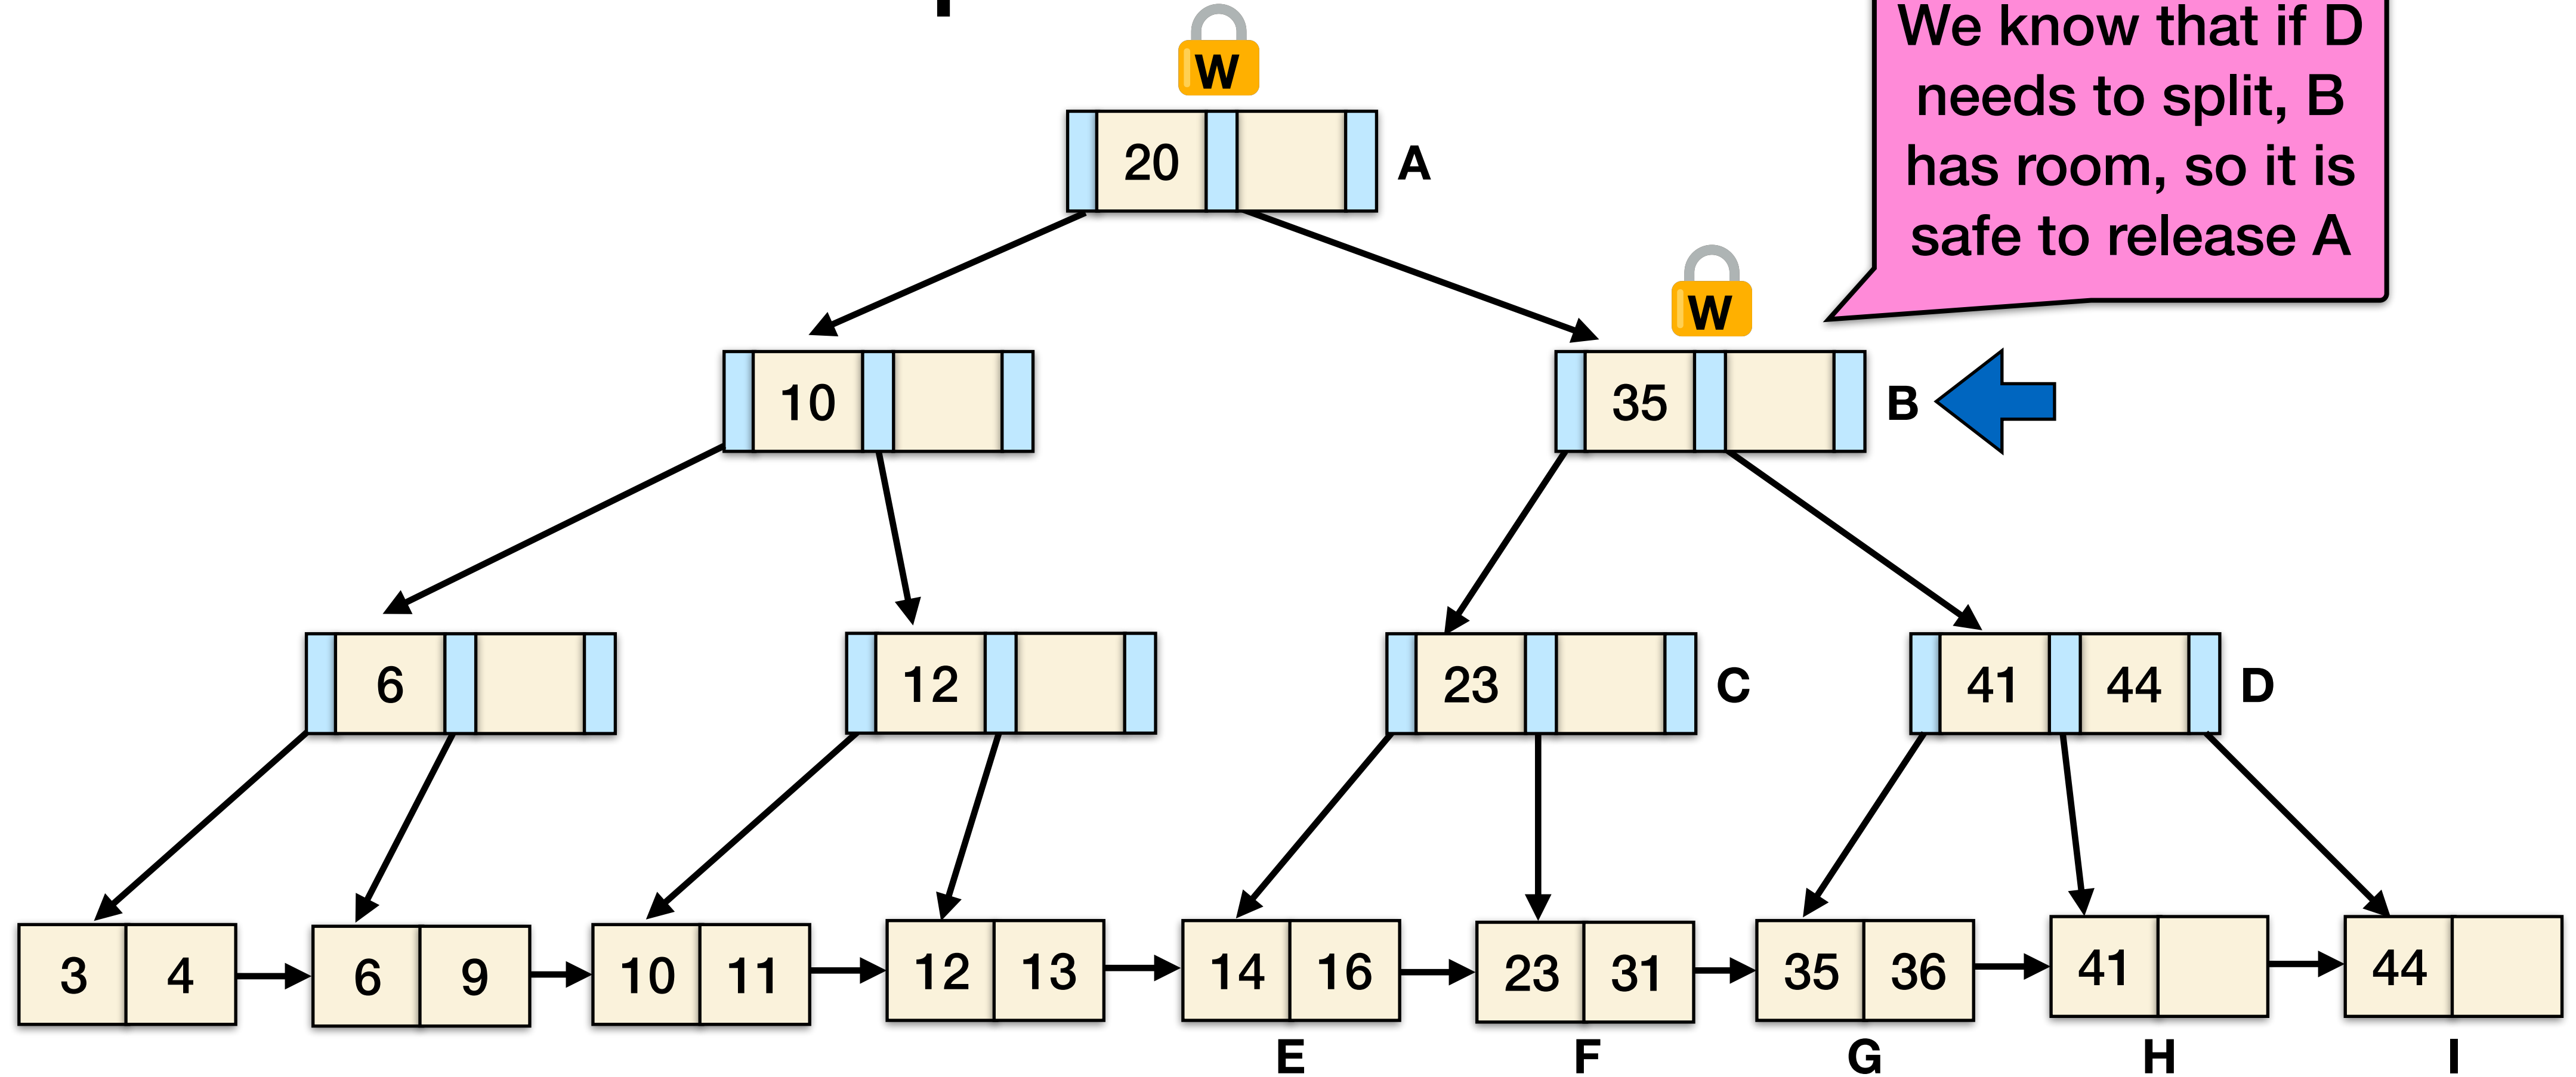 We know that if D
needs to split, B
has room, so it is
safe to release A
W
20
A
W
10
35
B
6
12
23
C
41 44
D
3 4
6 9
10 11
12 13
14 16
23 31
35 36
41
44
E
F
G
H
I